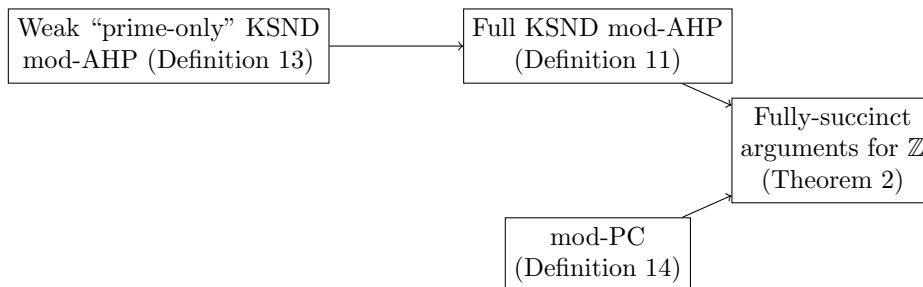 Weak “prime-only” KSND
mod-AHP (Definition 13)
Full KSND mod-AHP
(Definition 11)
Fully-succinct
arguments for ℤ
(Theorem 2)
mod-PC
(Definition 14)